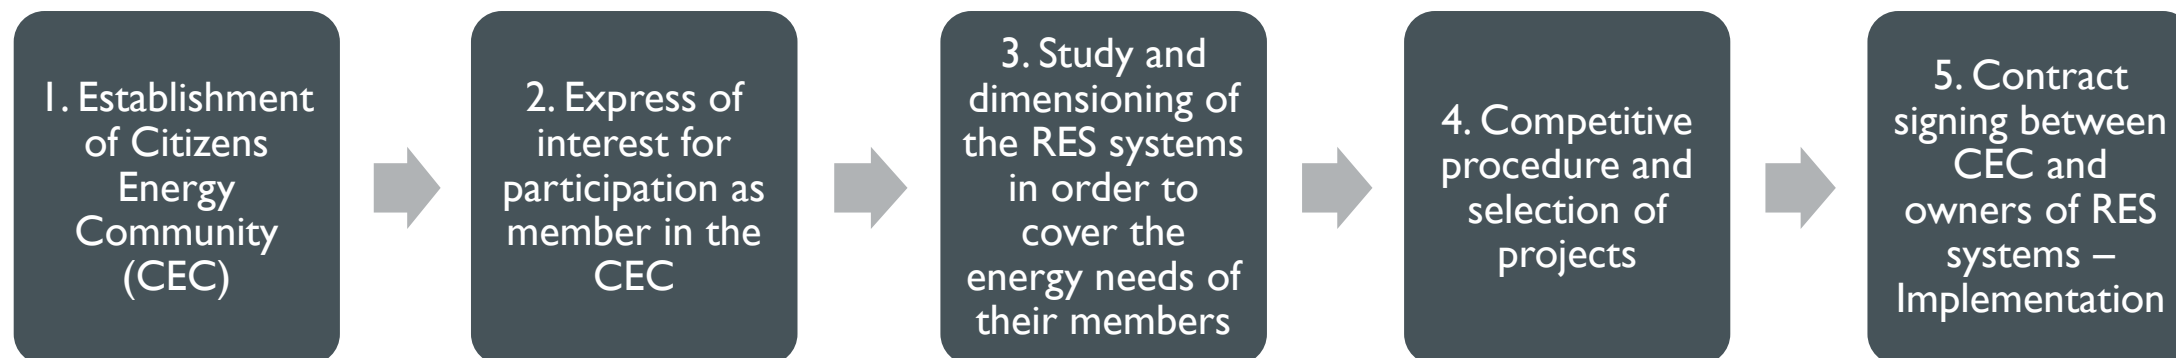 1. Establishment
of Citizens
Energy
Community
(CEC)
2. Express of
interest for
participation as
member in the
CEC
3. Study and
dimensioning of
the RES systems
in order to
cover the
energy needs of
their members
4. Competitive
procedure and
selection of
projects
5. Contract
signing between
CEC and
owners of RES
systems –
Implementation